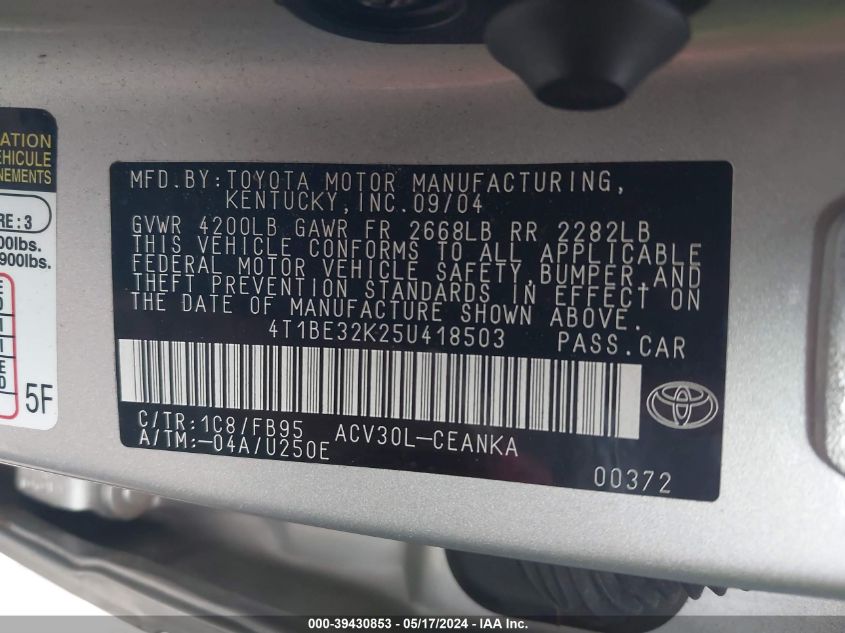 ATION
EHICULE
NEMENTS
RE : 3
00lbs.
900lbs.
5F
MFD.BY:TOYOTA MOTOR MANUFACTURING,
KENTUCKY,INC.09/04
GVWR 4200LB GAWR FR 2668LB RR 2282LB
THIS VEHICLE CONFORMS TO ALL APPLICABLE
FEDERAL MOTOR VEHICLE SAFETY,BUMPER,AND
THEFT PREVENTION STANDARDS IN EFFECT ON
THE DATE OF MANUFACTURE SHOWN ABOVE.
4T1BE32K25U418503 PASS.CAR
C/TR:1C8/FB95 ACV30L-CEANKA
A/TM:-04A/U250E
00372
000-39430853 - 05/17/2024 - IAA Inc.